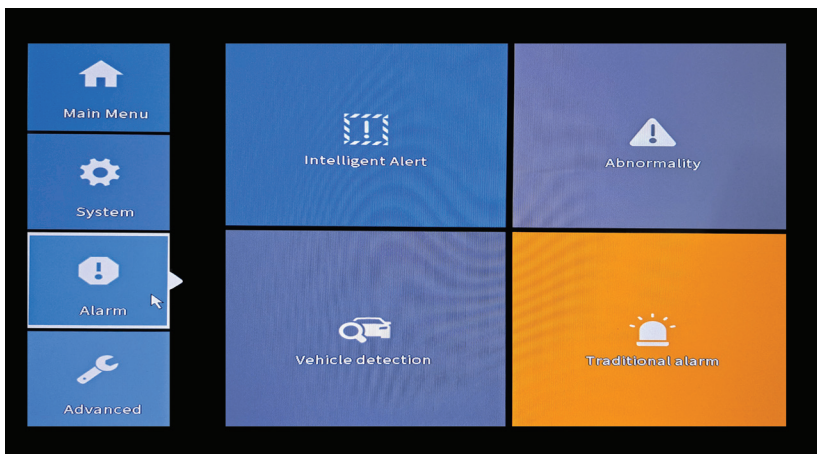 Main Menu
System
Alarm
Advanced
Intelligent Alert
Abnormality
Vehicle detection
Traditional alarm